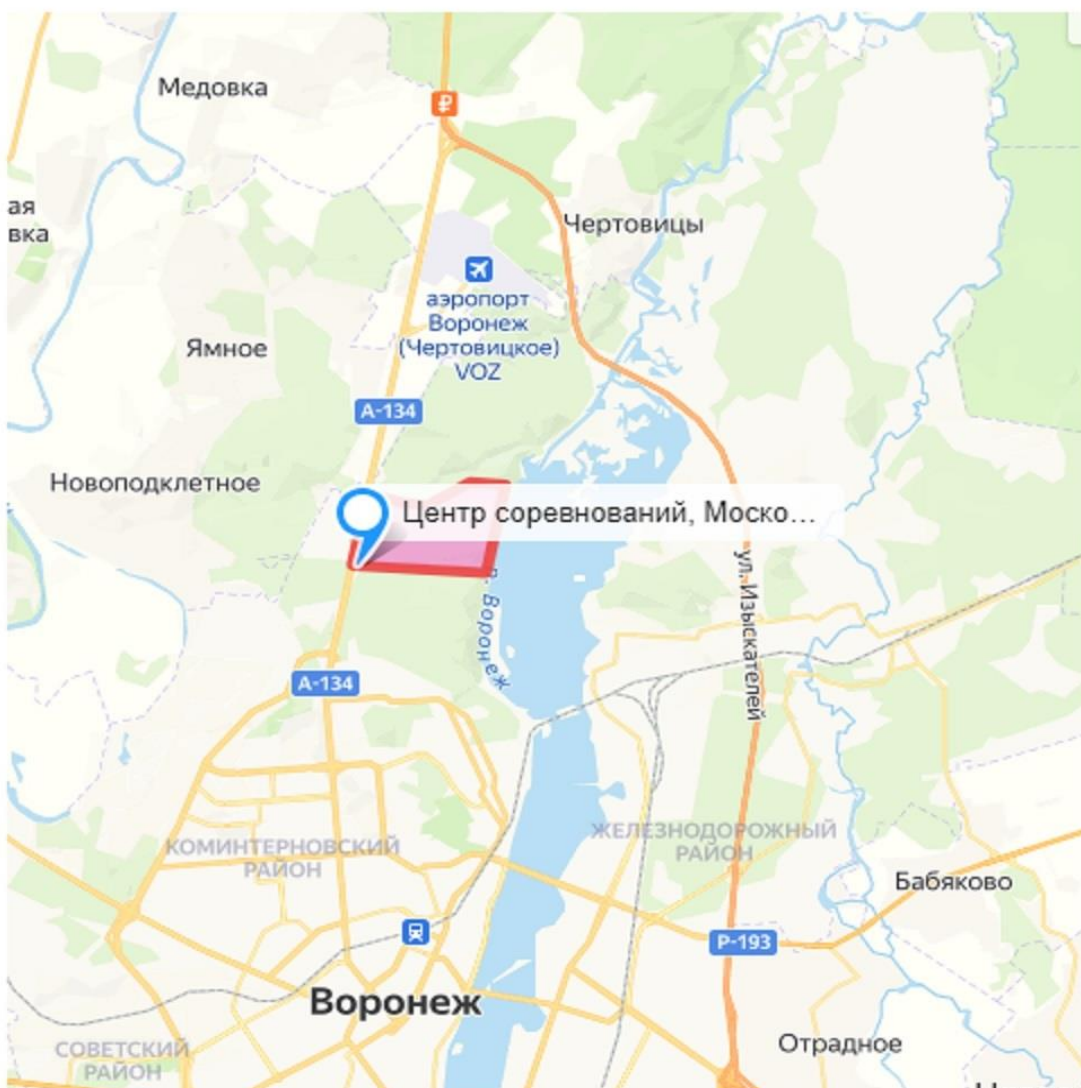 Медовка
₽
ая
вка
Чертовицы
аэропорт
Воронеж
(Чертовицкое)
VOZ
Ямное
А-134
Новоподклетное
Центр соревнований, Моско...
р. Воронеж
ул. Изыскателей
А-134
КОМИНТЕРНОВСКИЙ
РАЙОН
ЖЕЛЕЗНОДОРОЖНЫЙ
РАЙОН
Бабяково
Р-193
Воронеж
Отрадное
СОВЕТСКИЙ
РАЙОН